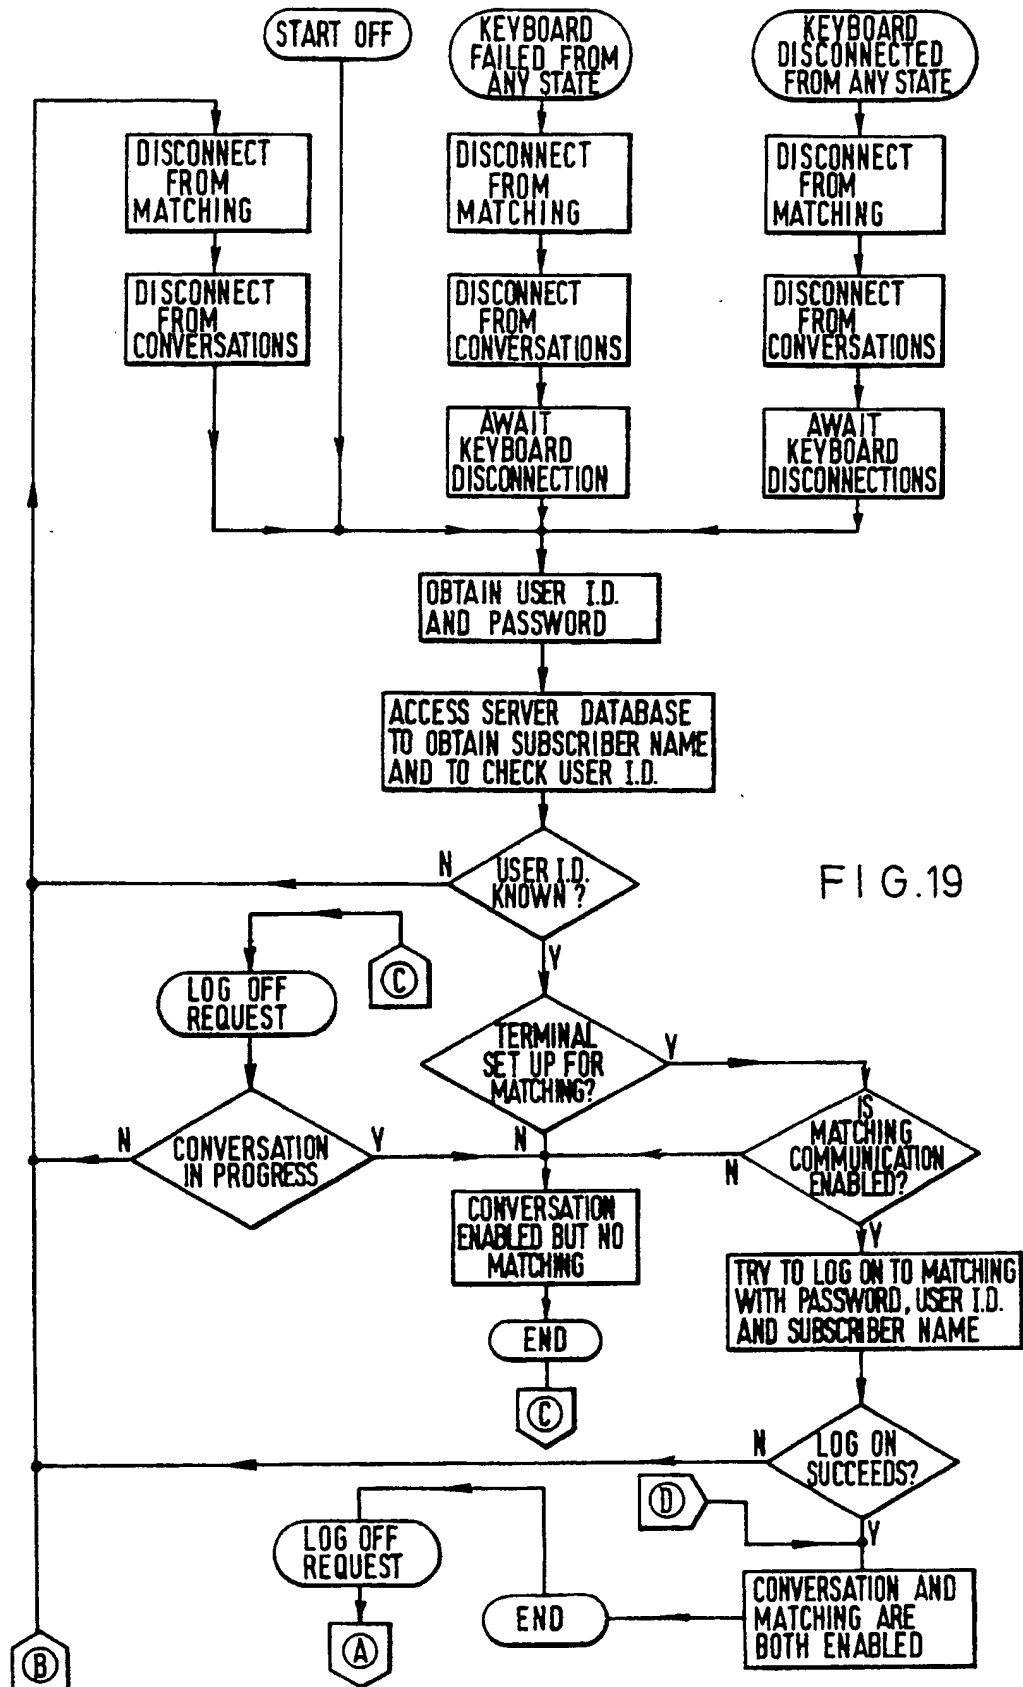 START OFF
KEYBOARD
FAILED FROM
ANY STATE
KEYBOARD
DISCONNECTED
FROM ANY STATE
DISCONNECT
FROM
MATCHING
DISCONNECT
FROM
MATCHING
DISCONNECT
FROM
MATCHING
DISCONNECT
FROM
CONVERSATIONS
DISCONNECT
FROM
CONVERSATIONS
DISCONNECT
FROM
CONVERSATIONS
AWAIT
KEYBOARD
DISCONNECTION
AWAIT
KEYBOARD
DISCONNECTIONS
OBTAIN USER I.D.
AND PASSWORD
ACCESS SERVER DATABASE
TO OBTAIN SUBSCRIBER NAME
AND TO CHECK USER I.D.
N
USER I.D.
KNOWN ?
Y
FIG.19
C
LOG OFF
REQUEST
TERMINAL
SET UP FOR
MATCHING?
Y
N
N
CONVERSATION
IN PROGRESS
Y
IS
MATCHING
COMMUNICATION
ENABLED?
N
Y
CONVERSATION
ENABLED BUT NO
MATCHING
TRY TO LOG ON TO MATCHING
WITH PASSWORD, USER I.D.
AND SUBSCRIBER NAME
END
C
N
LOG ON
SUCCEEDS?
Y
D
LOG OFF
REQUEST
END
CONVERSATION AND
MATCHING ARE
BOTH ENABLED
A
B